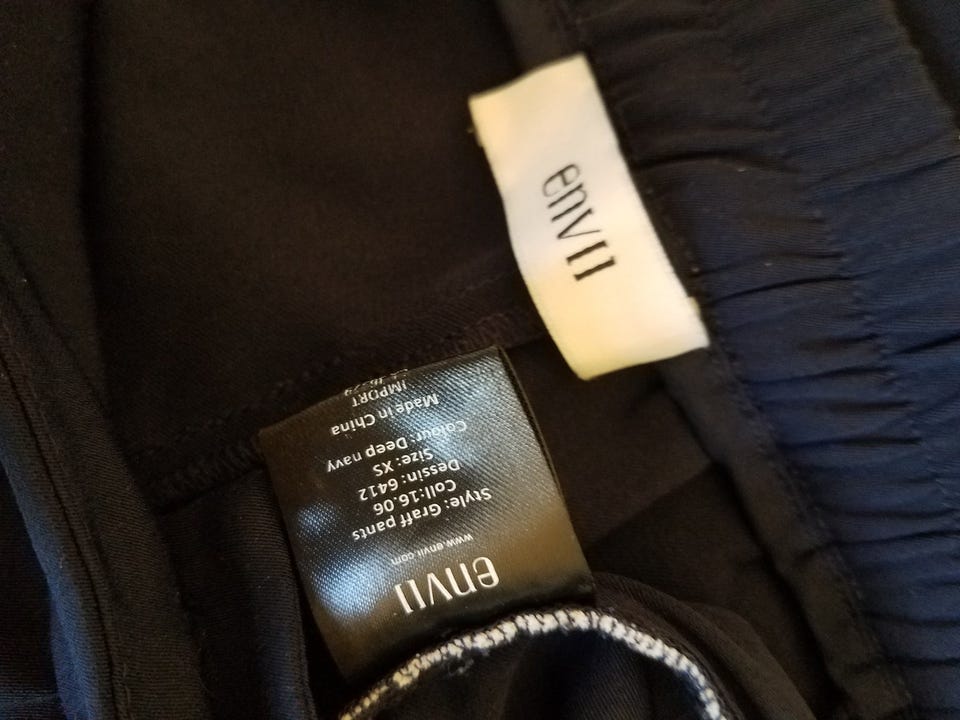 envII
envII
www.envii.com
Style: Graff pants
Coll:16.06
Dessin: 6412
Size: XS
Colour: Deep navy
Made in China
IMPORT